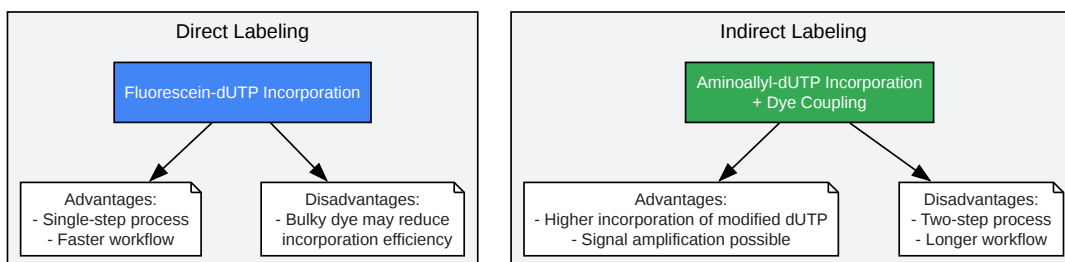 Direct Labeling
Fluorescein-dUTP Incorporation
Advantages:
- Single-step process
- Faster workflow
Disadvantages:
- Bulky dye may reduce
incorporation efficiency
Indirect Labeling
Aminoallyl-dUTP Incorporation
+ Dye Coupling
Advantages:
- Higher incorporation of modified dUTP
- Signal amplification possible
Disadvantages:
- Two-step process
- Longer workflow